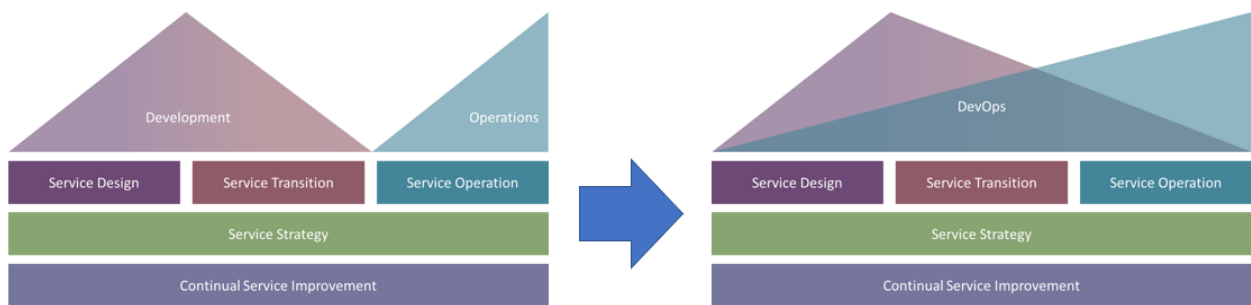 Development
Operations
Service Design
Service Transition
Service Operation
Service Strategy
Continual Service Improvement
DevOps
Service Design
Service Transition
Service Operation
Service Strategy
Continual Service Improvement